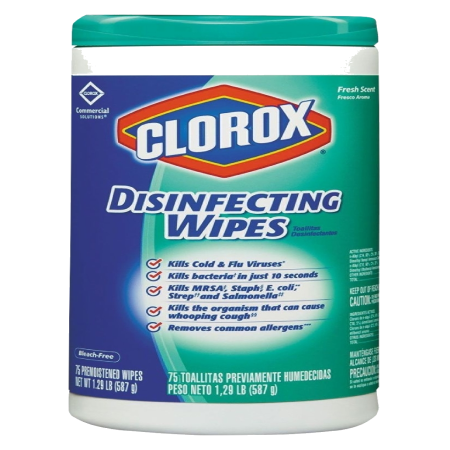 CLOROX
Commercial
SOLUTIONS®
Fresh Scent
Fresco Aroma
CLOROX®
DISINFECTING
WIPES
Toallitas
Desinfectantes
Kills Cold & Flu Viruses*
Kills bacteria† in just 10 seconds
Kills MRSA†, Staph†, E. coli,
Strep and Salmonella
Kills the organism that can cause
whooping cough
Removes common allergens
Bleach-Free
75 PREMOISTENED WIPES
NET WT 1.29 LB (587 g)
75 TOALLITAS PREVIAMENTE HUMEDECIDAS
PESO NETO 1,29 LB (587 g)
KEEP OUT OF REACH